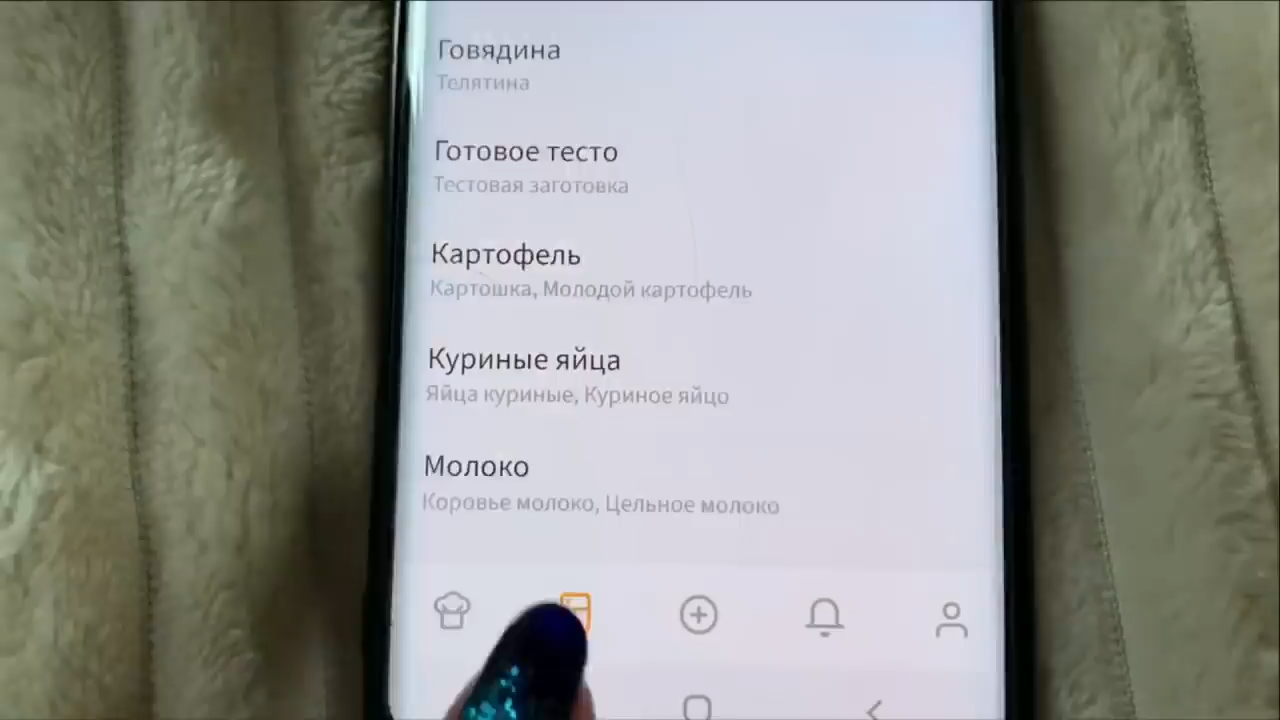 Говядина
Телятина
Готовое тесто
Тестовая заготовка
Картофель
Картошка, Молодой картофель
Куриные яйца
Яйца куриные, Куриное яйцо
Молоко
Коровье молоко, Цельное молоко